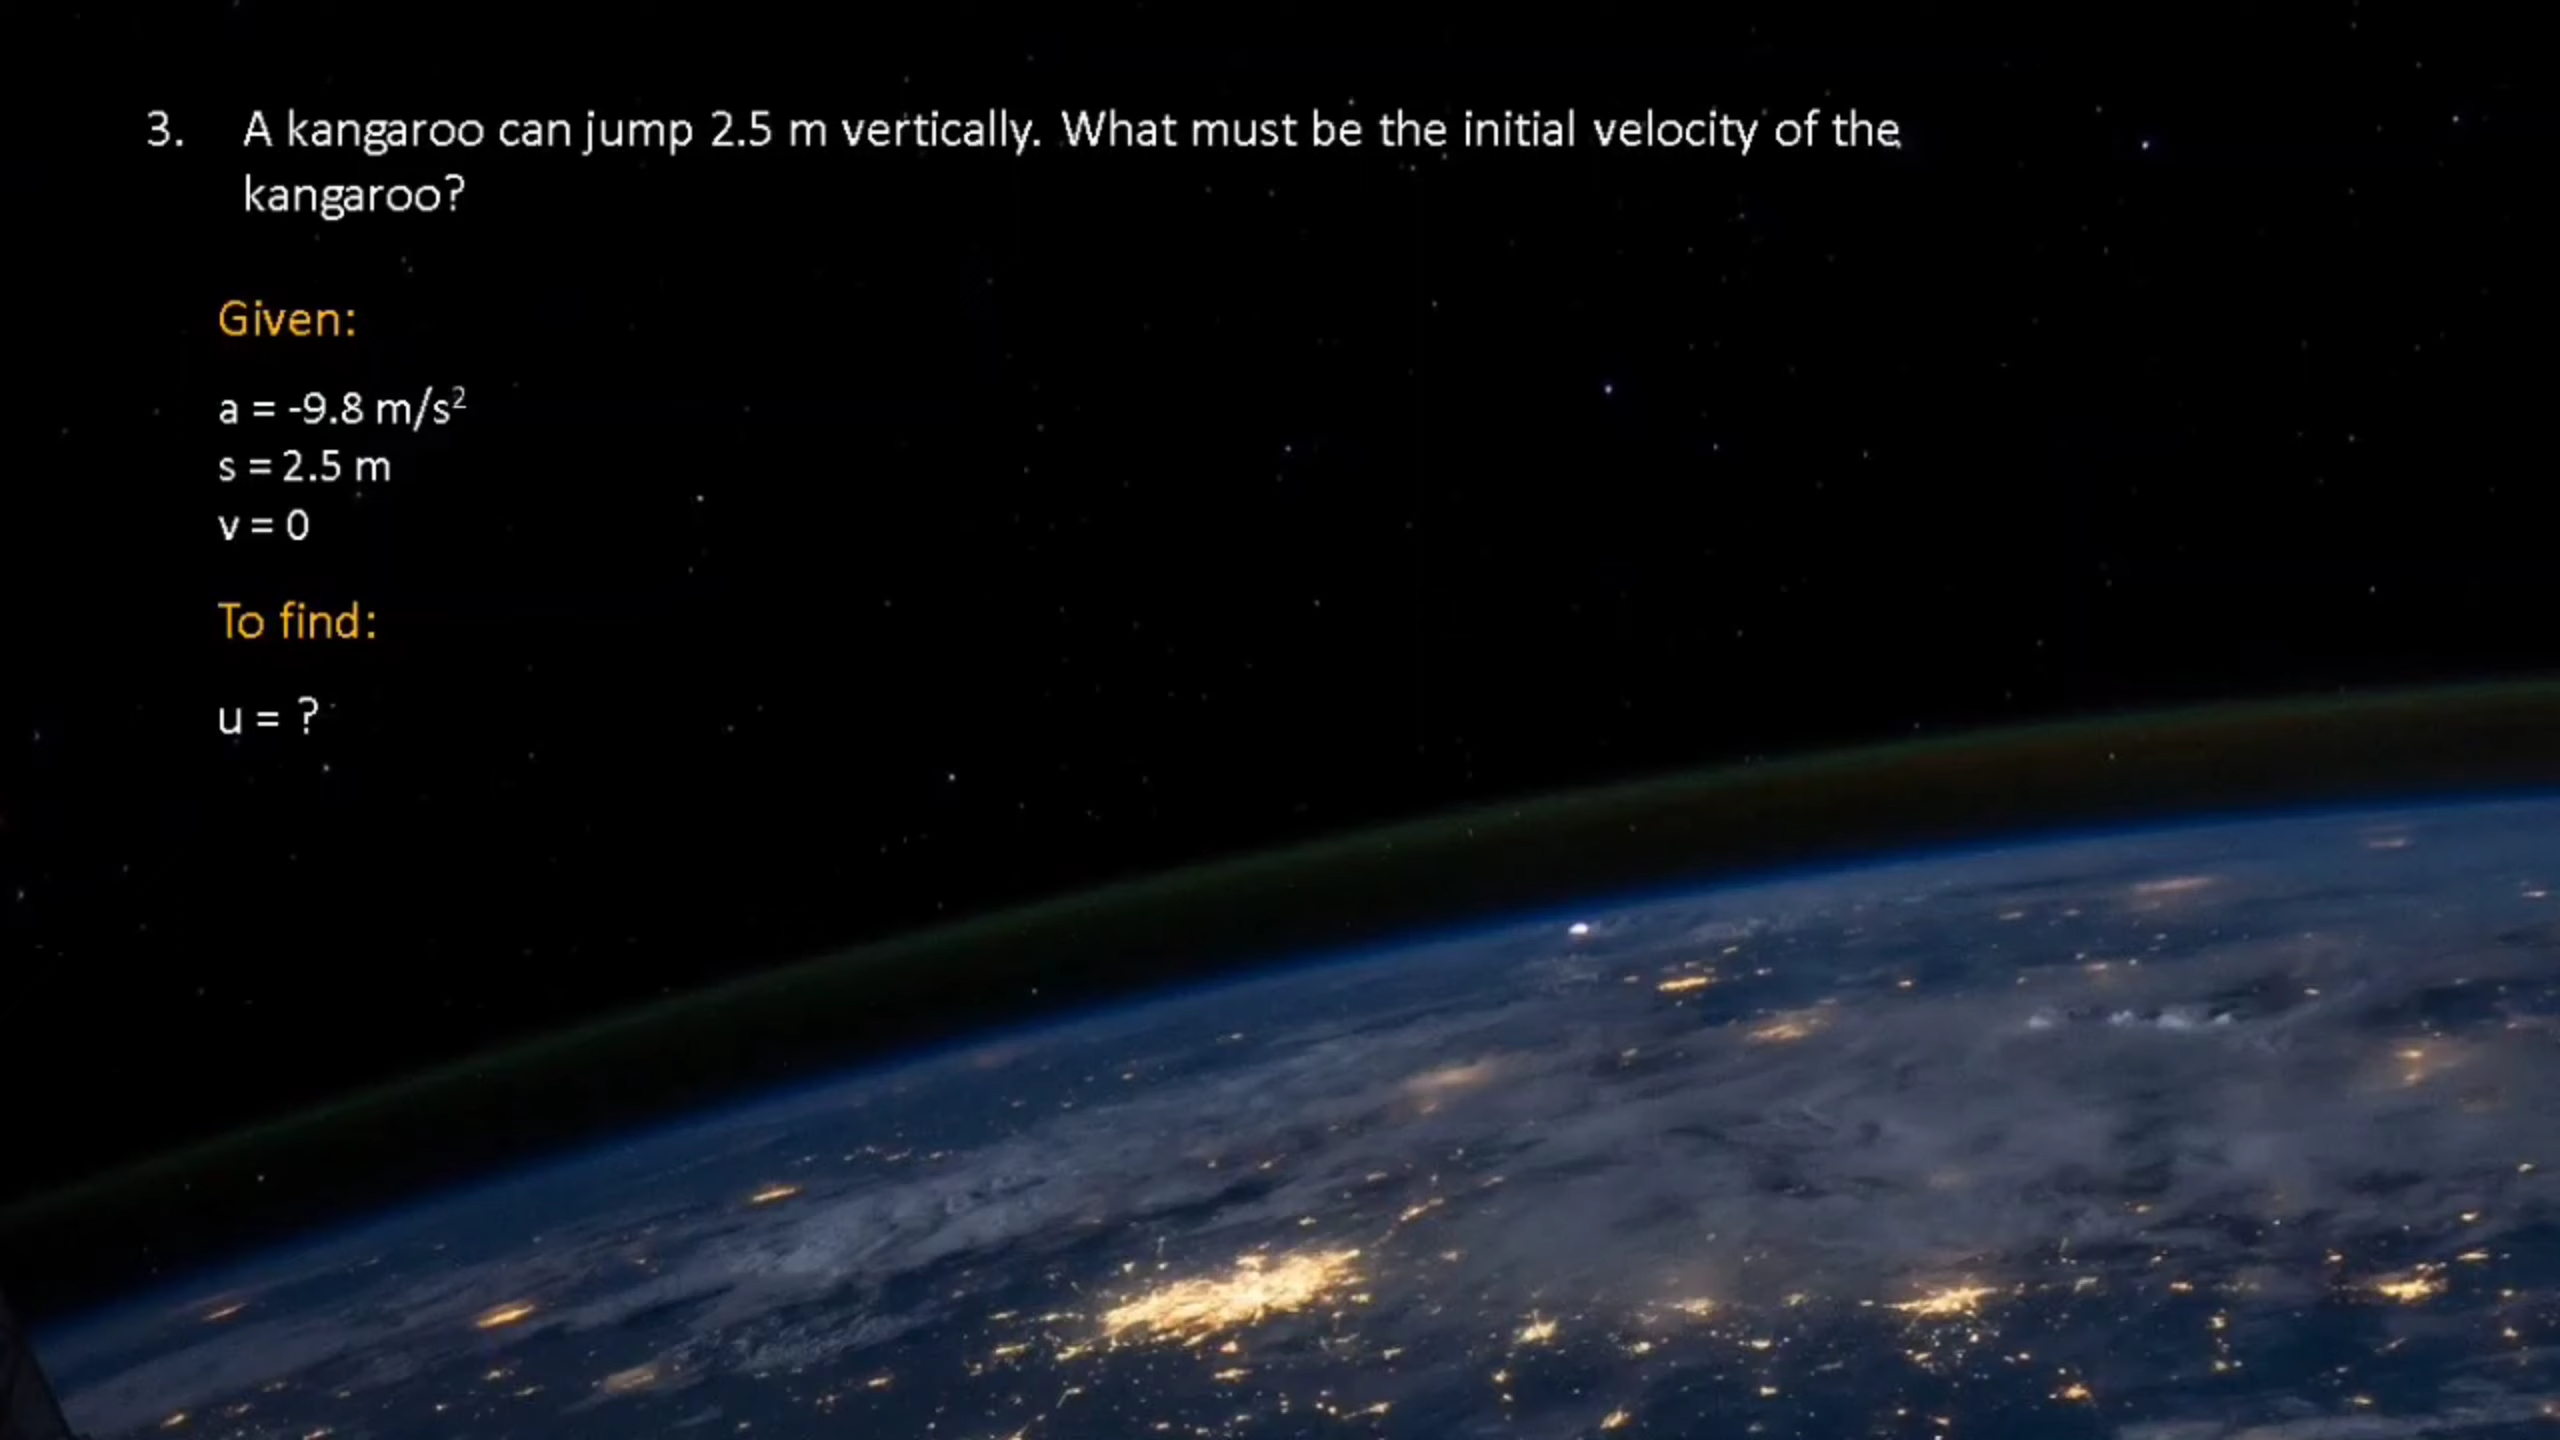 3. A kangaroo can jump 2.5 m vertically. What must be the initial velocity of the
kangaroo?
Given:
a = -9.8 m/s²
s = 2.5 m
v = 0
To find:
u = ?